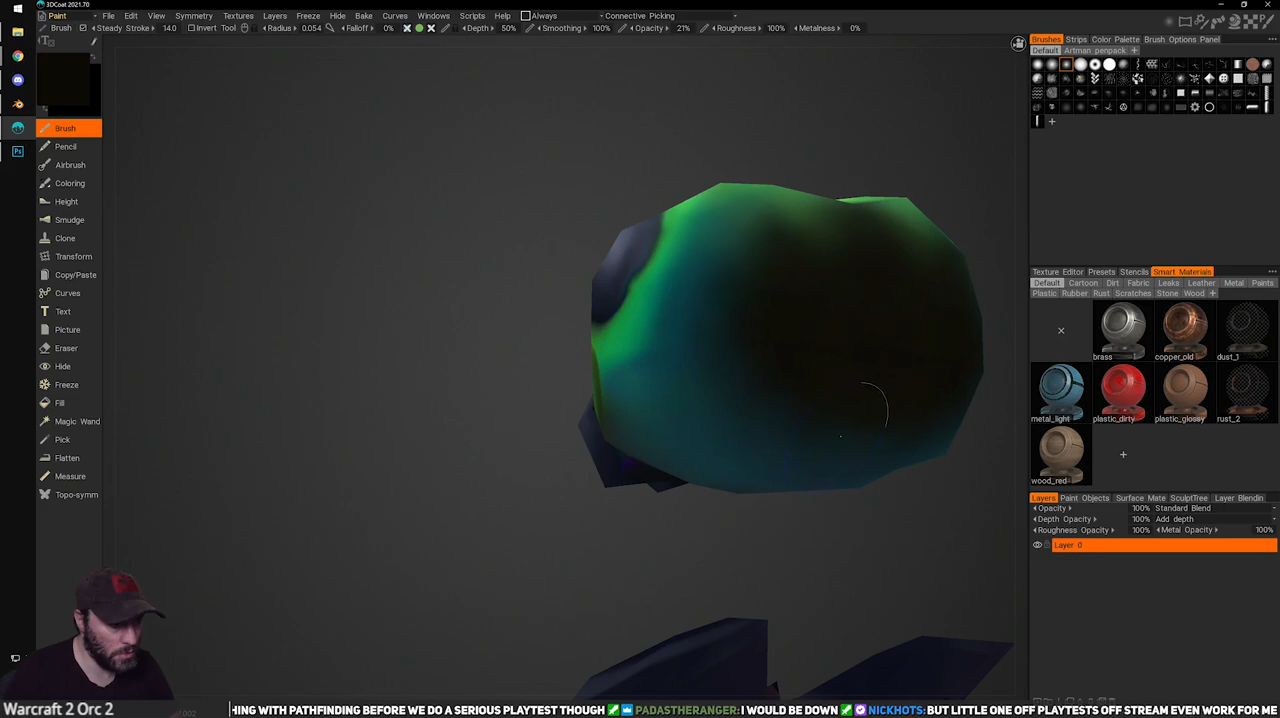 3DCoat 2021.70
Paint File Edit View Symmetry Textures Layers Freeze Hide Bake Curves Windows Scripts Help Always Connective Picking
Brush Steady Stroke 14.0 Invert Tool Radius 0.054 Falloff 0% Depth 50% Smoothing 100% Opacity 21% Roughness 100% Metalness 0%
Brushes Strips Color Palette Brush Options Panel
Default Artman penpack +
Brush
Pencil
Airbrush
Coloring
Height
Smudge
Clone
Transform
Copy/Paste
Curves
Text
Picture
Eraser
Hide
Freeze
Fill
Magic Wand
Pick
Flatten
Measure
Topo-symm
Texture Editor Presets Stencils Smart Materials
Default Cartoon Dirt Fabric Leaks Leather Metal Paints
Plastic Rubber Rust Scratches Stone Wood +
brass copper_old dust_1
metal_light plastic_dirty plastic_glossy rust_2
wood_red
Layers Paint Objects Surface Mate SculptTree Layer Blendin
Opacity 100% Standard Blend
Depth Opacity 100% Add depth
Roughness Opacity 100% Metal Opacity 100%
Layer 0
Warcraft 2 Orc 2
HING WITH PATHFINDING BEFORE WE DO A SERIOUS PLAYTEST THOUGH PADASTHERANGER: I WOULD BE DOWN NICKHOTS: BUT LITTLE ONE OFF PLAYTESTS OFF STREAM EVEN WORK FOR ME